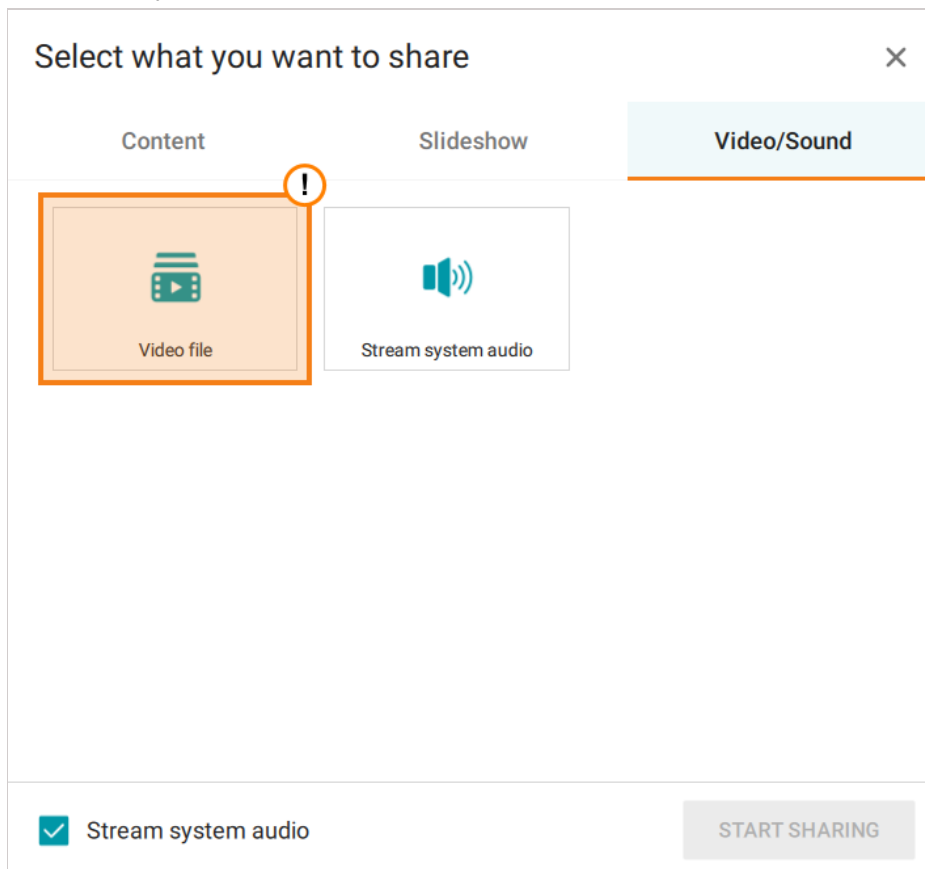 Select what you want to share
Content Slideshow Video/Sound
!
Video file Stream system audio
Stream system audio START SHARING